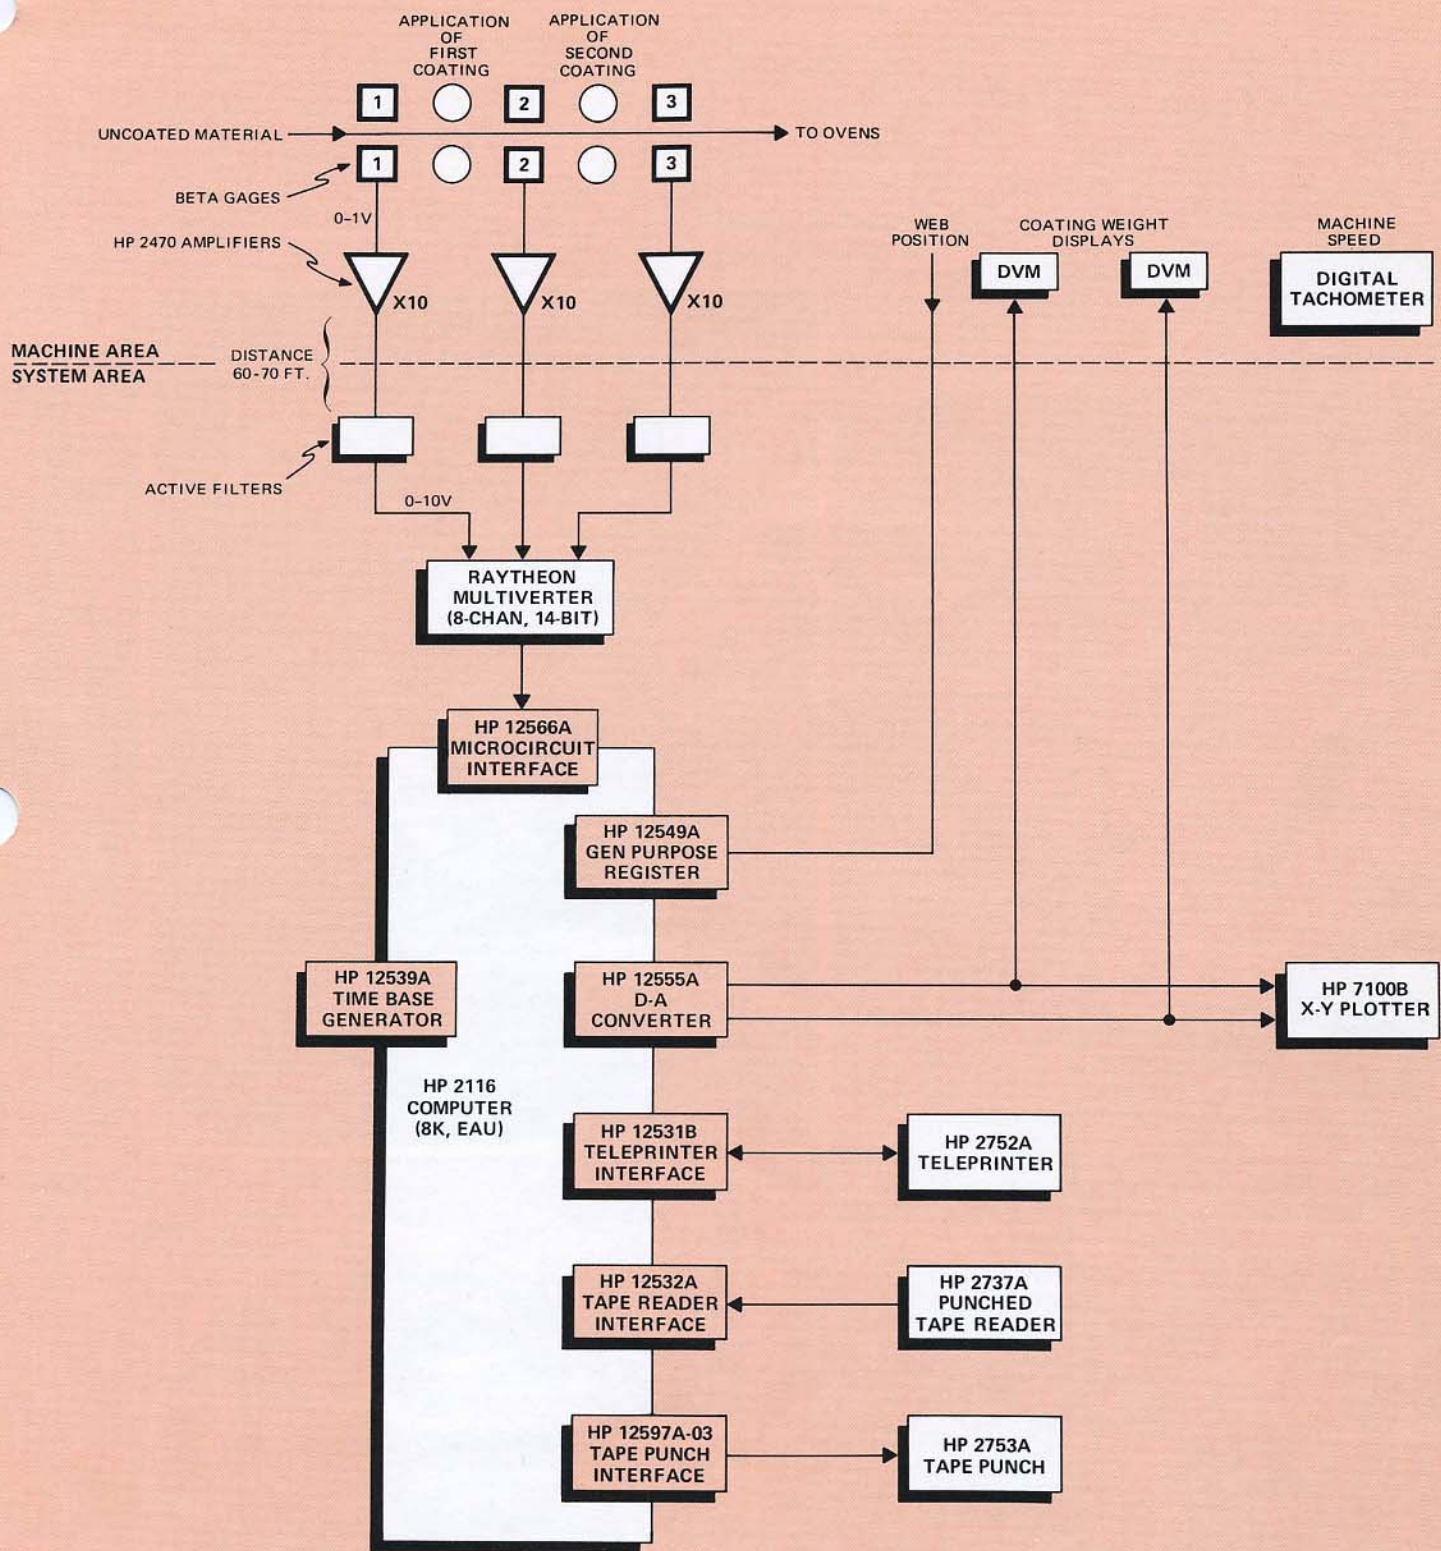 APPLICATION
OF
FIRST
COATING
APPLICATION
OF
SECOND
COATING
1
2
3
UNCOATED MATERIAL
TO OVENS
1
2
3
BETA GAGES
0-1V
HP 2470 AMPLIFIERS
X10
X10
X10
WEB
POSITION
COATING WEIGHT
DISPLAYS
MACHINE
SPEED
DVM
DVM
DIGITAL
TACHOMETER
MACHINE AREA
SYSTEM AREA
DISTANCE
60-70 FT.
ACTIVE FILTERS
0-10V
RAYTHEON
MULTIVERTER
(8-CHAN, 14-BIT)
HP 12566A
MICROCIRCUIT
INTERFACE
HP 12549A
GEN PURPOSE
REGISTER
HP 12539A
TIME BASE
GENERATOR
HP 12555A
D-A
CONVERTER
HP 7100B
X-Y PLOTTER
HP 2116
COMPUTER
(8K, EAU)
HP 12531B
TELEPRINTER
INTERFACE
HP 2752A
TELEPRINTER
HP 12532A
TAPE READER
INTERFACE
HP 2737A
PUNCHED
TAPE READER
HP 12597A-03
TAPE PUNCH
INTERFACE
HP 2753A
TAPE PUNCH